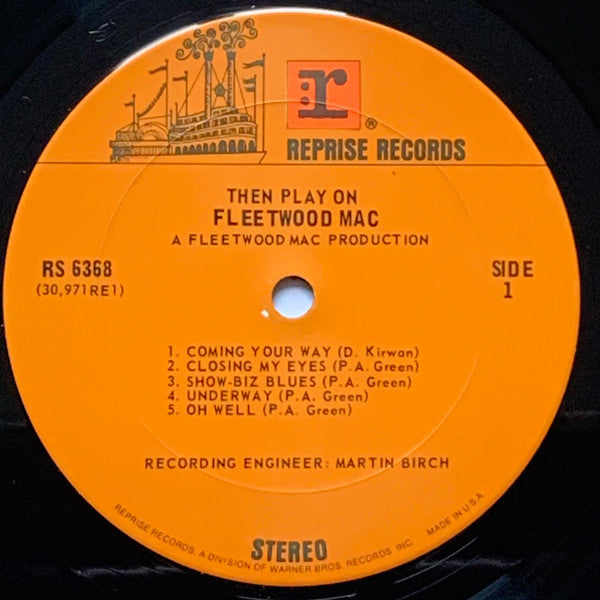 r
®
REPRISE RECORDS
THEN PLAY ON
FLEETWOOD MAC
A FLEETWOOD MAC PRODUCTION
RS 6368
(30,971RE1)
SIDE
1
1. COMING YOUR WAY (D. Kirwan)
2. CLOSING MY EYES (P.A. Green)
3. SHOW-BIZ BLUES (P.A. Green)
4. UNDERWAY (P.A. Green)
5. OH WELL (P.A. Green)
RECORDING ENGINEER: MARTIN BIRCH
STEREO
REPRISE RECORDS, A DIVISION OF WARNER BROS. RECORDS, INC. MADE IN U.S.A.